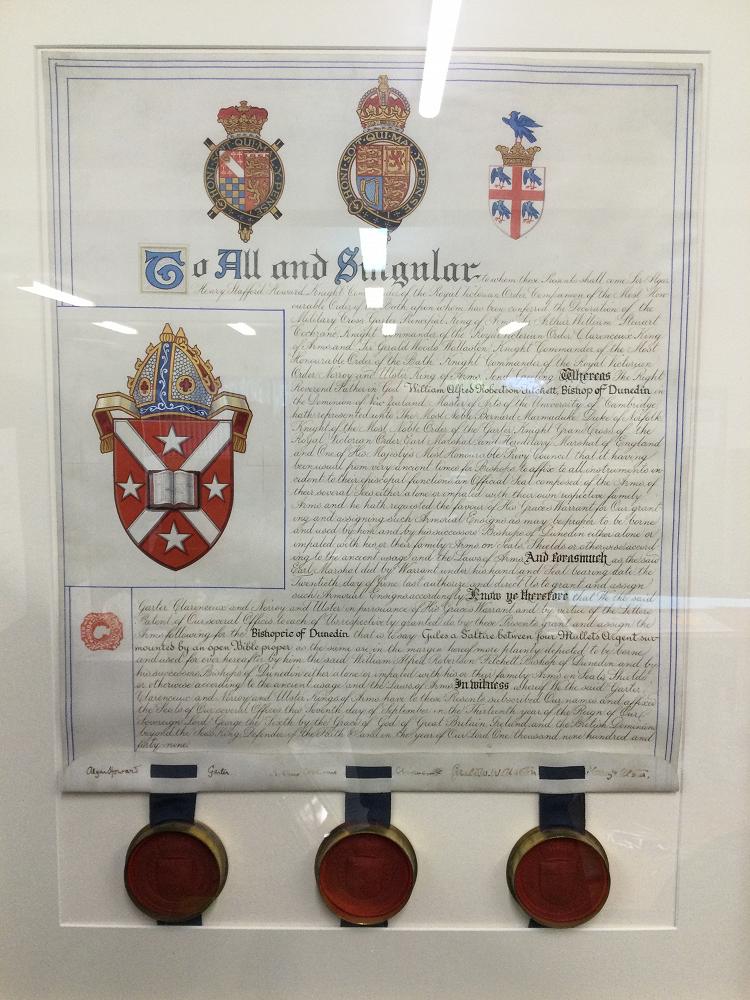 HONI·SOIT·QUI·MAL·Y·PENSE
HONI·SOIT·QUI·MAL·Y·PENSE
To All and Singular to whom these Presents shall come Sir Algar
Henry Stafford Howard Knight Commander of the Royal Victorian Order Companion of the Most Hon-
ourable Order of the Bath upon whom has been conferred the Decoration of the
Military Cross Garter Principal King of Arms Sir Arthur William Steuart
Cochrane Knight Commander of the Royal Victorian Order Clarenceux King
of Arms and Sir Gerald Woods Wollaston Knight Commander of the Most
Honourable Order of the Bath Knight Commander of the Royal Victorian
Order Norroy and Ulster King of Arms Send Greeting Whereas The Right
Reverend Father in God William Alfred Robertson Fitchett, Bishop of Dunedin in
the Dominion of New Zealand Master of Arts of the University of Cambridge
hath represented unto The Most Noble Bernard Marmaduke Duke of Norfolk
Knight of the Most Noble Order of the Garter Knight Grand Cross of the
Royal Victorian Order Earl Marshal and Hereditary Marshal of England
and One of His Majesty's Most Honourable Privy Council that it having
been usual from very ancient times for Bishops to affix to all instruments in-
cident to their episcopal functions an Official Seal composed of the Arms of
their several Sees either alone or impaled with their own respective family
Arms and he hath requested the favour of His Grace's Warrant for Our grant-
ing and assigning such Armorial Ensigns as may be proper to be borne
and used by him and by his successors Bishops of Dunedin either alone or
impaled with his or their family Arms on Seals Shields or otherwise accord-
ing to the ancient usage and the Laws of Arms And forasmuch as the said
Earl Marshal did by Warrant under his hand and Seal bearing date the
Twentieth day of June last authorize and direct Us to grant and assign
such Armorial Ensigns accordingly Know ye therefore that We the said
Garter Clarenceux and Norroy and Ulster in pursuance of His Grace's Warrant and by virtue of the Letters
Patent of Our several Offices to each of Us respectively granted do by these Presents grant and assign the
Arms following for the Bishopric of Dunedin that is to say Gules a Saltire between four Mullets Argent sur-
mounted by an open Bible proper as the same are in the margin hereof more plainly depicted to be borne
and used for ever hereafter by him the said William Alfred Robertson Fitchett Bishop of Dunedin and by
his successors Bishops of Dunedin either alone or impaled with his or their family Arms on Seals Shields
or otherwise according to the ancient usage and the Laws of Arms In witness whereof We the said Garter
Clarenceux and Norroy and Ulster Kings of Arms have to these Presents subscribed Our names and affixed
the Seals of Our several Offices this Seventh day of September in the Thirteenth year of the Reign of Our
Sovereign Lord George the Sixth by the Grace of God of Great Britain Ireland and the British Dominions
beyond the Seas King Defender of the Faith and in the year of Our Lord One thousand nine hundred and
forty-nine.
Algar Howard Garter